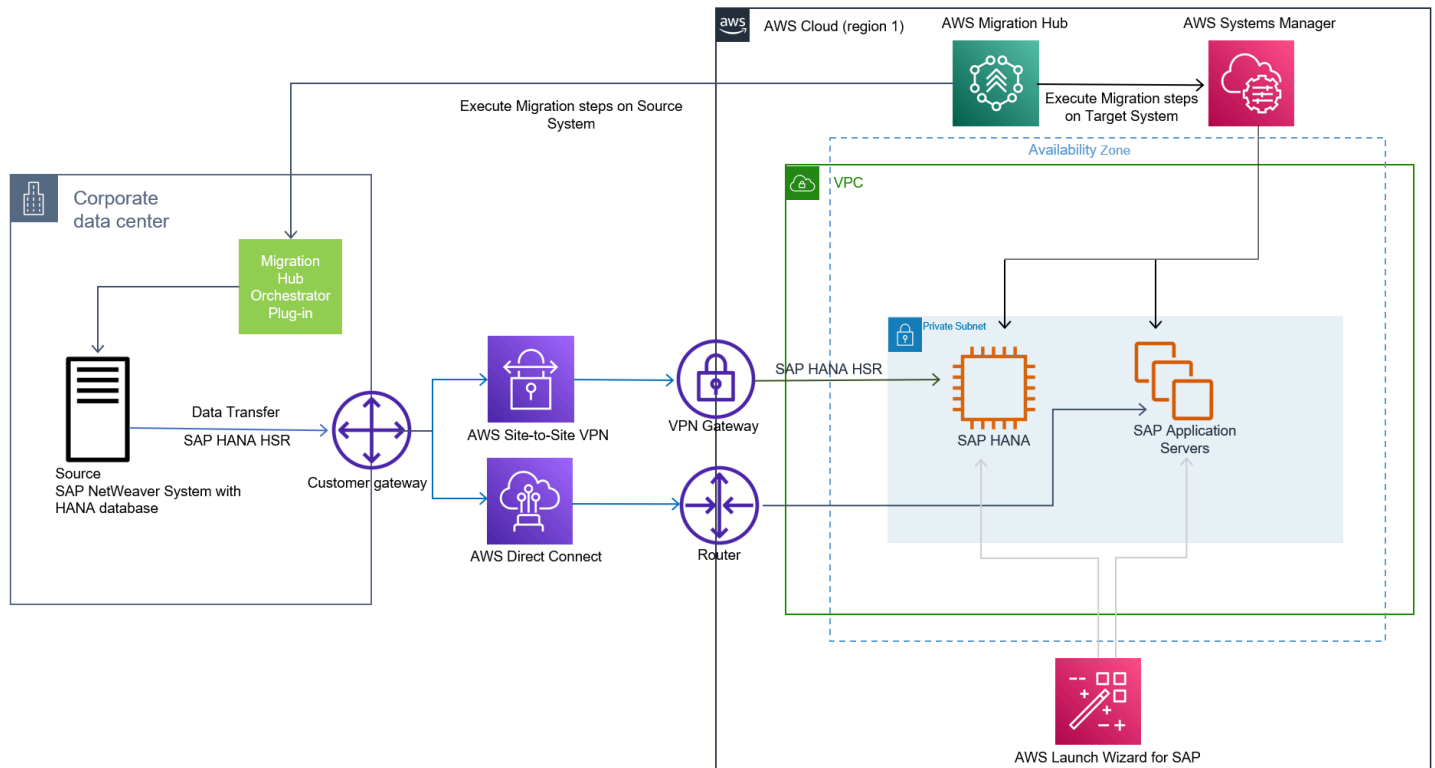 aws
AWS Cloud (region 1)
AWS Migration Hub
AWS Systems Manager
Execute Migration steps on Source
System
Execute Migration steps
on Target System
Availability Zone
VPC
Corporate
data center
Migration
Hub
Orchestrator
Plug-in
Private Subnet
SAP HANA HSR
Data Transfer
SAP HANA HSR
AWS Site-to-Site VPN
VPN Gateway
SAP HANA
SAP Application
Servers
Source
SAP NetWeaver System with
HANA database
Customer gateway
AWS Direct Connect
Router
AWS Launch Wizard for SAP